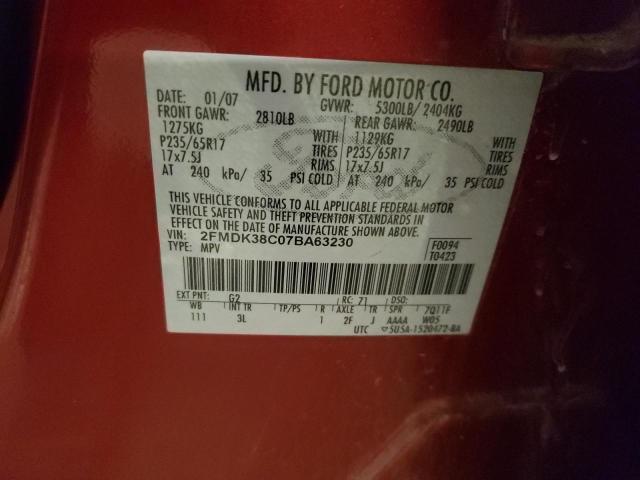 MFD. BY FORD MOTOR CO.
DATE: 01/07 GVWR: 5300LB/ 2404KG
FRONT GAWR: 2810LB REAR GAWR: 2490LB
1275KG WITH 1129KG WITH
P235/65R17 TIRES P235/65R17 TIRES
17x7.5J RIMS 17x7.5J RIMS
AT 240 kPa/ 35 PSI COLD AT 240 kPa/ 35 PSI COLD
THIS VEHICLE CONFORMS TO ALL APPLICABLE FEDERAL MOTOR
VEHICLE SAFETY AND THEFT PREVENTION STANDARDS IN
EFFECT ON THE DATE OF MANUFACTURE SHOWN ABOVE.
VIN: 2FMDK38C07BA63230 F0094
TYPE: MPV T0423
EXT PNT: G2 RC: 71 DSO:
WB INT TR TP/PS R AXLE TR SPR 7Q11F
111 3L 1 2F J AAAA W05
UTC ▽5U5A-1520472-BA